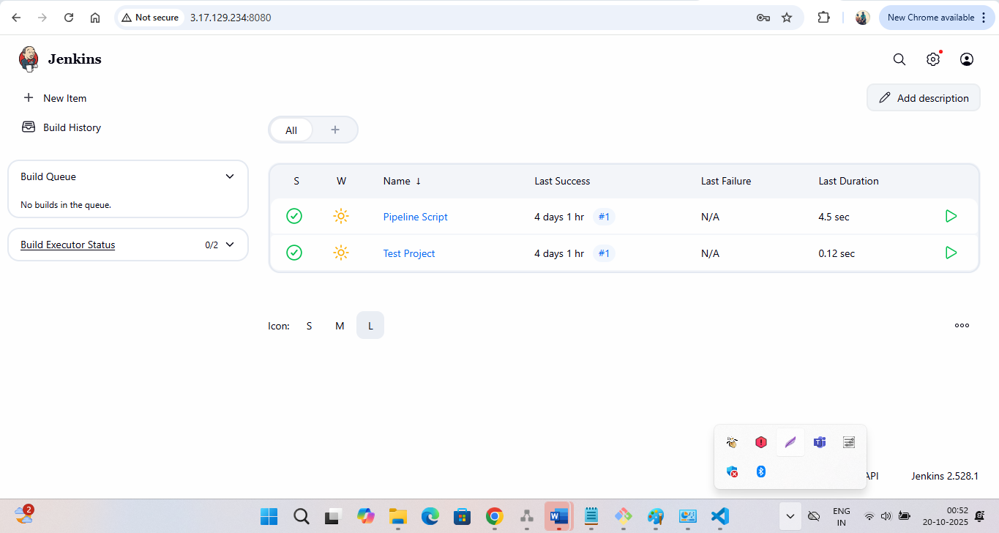 Not secure 3.17.129.234:8080 New Chrome available
Jenkins
New Item
Add description
Build History
All
Build Queue
No builds in the queue.
Build Executor Status 0/2
S W Name ↓ Last Success Last Failure Last Duration
Pipeline Script 4 days 1 hr #1 N/A 4.5 sec
Test Project 4 days 1 hr #1 N/A 0.12 sec
Icon: S M L
API Jenkins 2.528.1
2
ENG
IN
00:52
20-10-2025